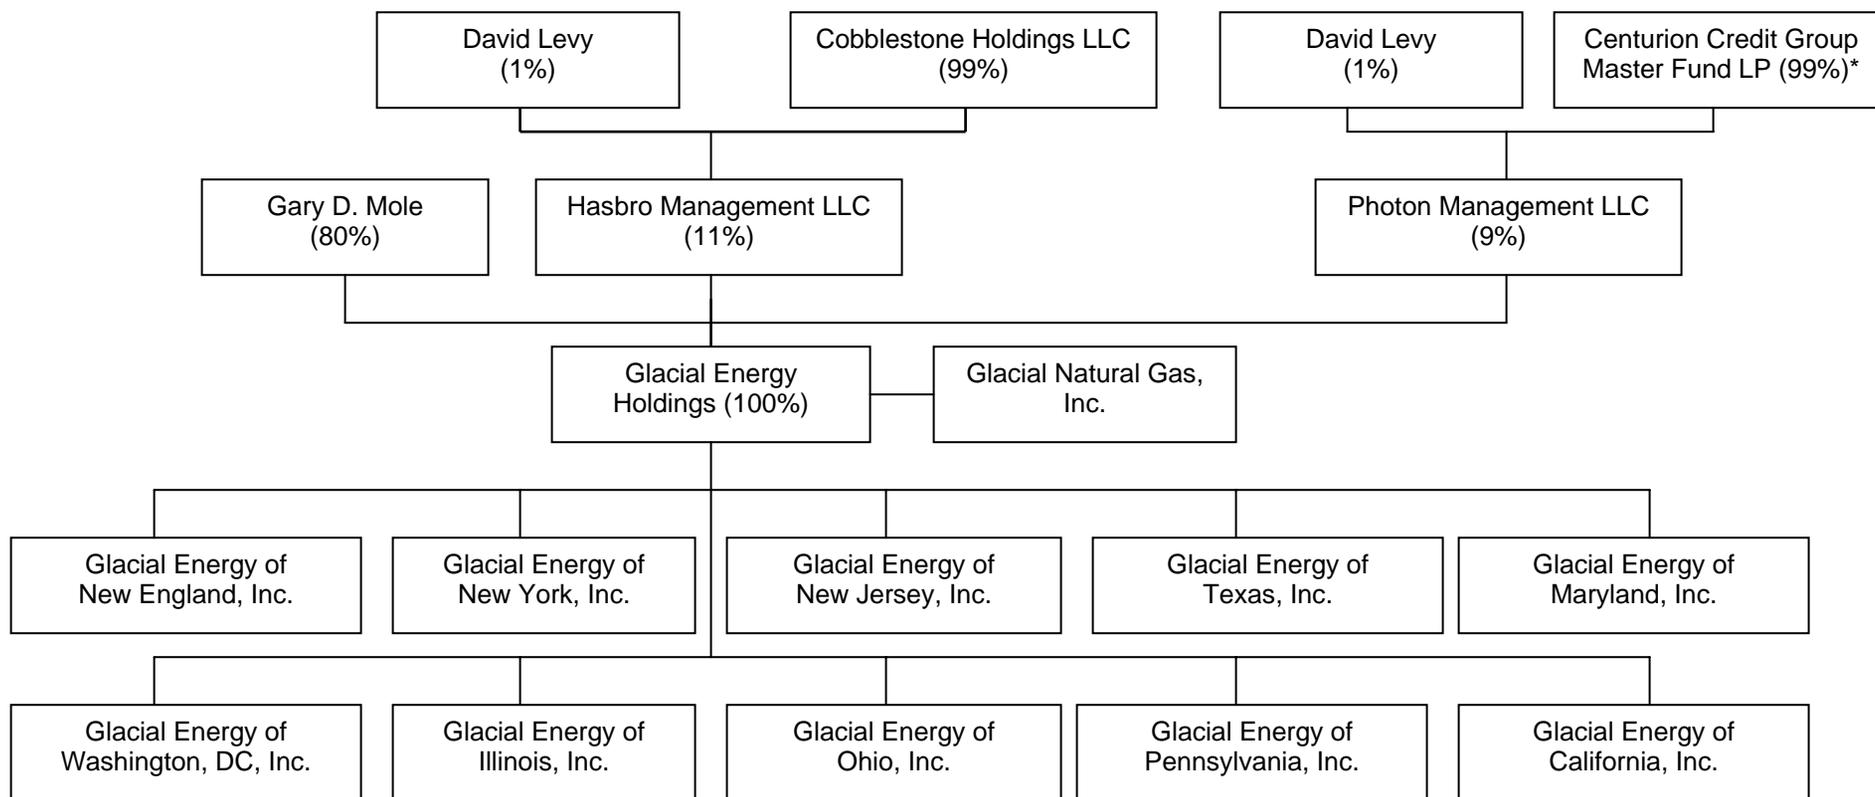 David Levy
(1%)
Cobblestone Holdings LLC
(99%)
David Levy
(1%)
Centurion Credit Group
Master Fund LP (99%)*
Gary D. Mole
(80%)
Hasbro Management LLC
(11%)
Photon Management LLC
(9%)
Glacial Energy
Holdings (100%)
Glacial Natural Gas,
Inc.
Glacial Energy of
New England, Inc.
Glacial Energy of
New York, Inc.
Glacial Energy of
New Jersey, Inc.
Glacial Energy of
Texas, Inc.
Glacial Energy of
Maryland, Inc.
Glacial Energy of
Washington, DC, Inc.
Glacial Energy of
Illinois, Inc.
Glacial Energy of
Ohio, Inc.
Glacial Energy of
Pennsylvania, Inc.
Glacial Energy of
California, Inc.